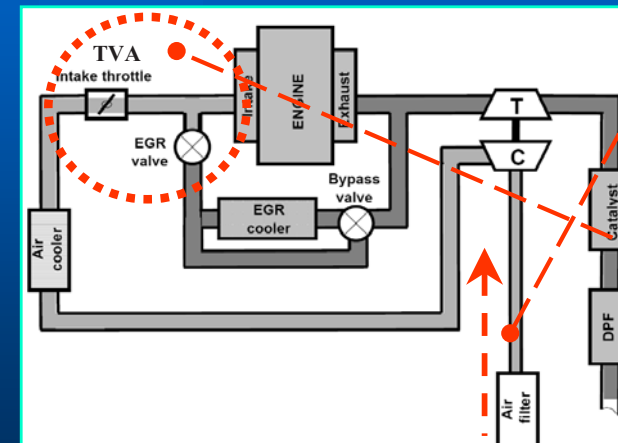 TVA
Intake throttle
Intake
ENGINE
Exhaust
T
C
EGR
valve
Bypass
valve
EGR
cooler
Air
cooler
Catalyst
DPF
Air
filter